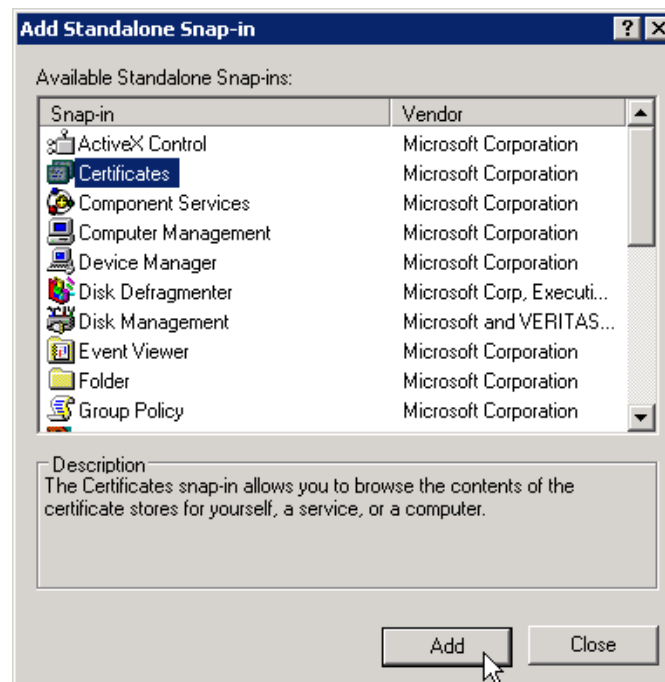 Add Standalone Snap-in
Available Standalone Snap-ins:
Snap-in Vendor
ActiveX Control Microsoft Corporation
Certificates Microsoft Corporation
Component Services Microsoft Corporation
Computer Management Microsoft Corporation
Device Manager Microsoft Corporation
Disk Defragmenter Microsoft Corp, Executi...
Disk Management Microsoft and VERITAS...
Event Viewer Microsoft Corporation
Folder Microsoft Corporation
Group Policy Microsoft Corporation
Description
The Certificates snap-in allows you to browse the contents of the
certificate stores for yourself, a service, or a computer.
Add Close